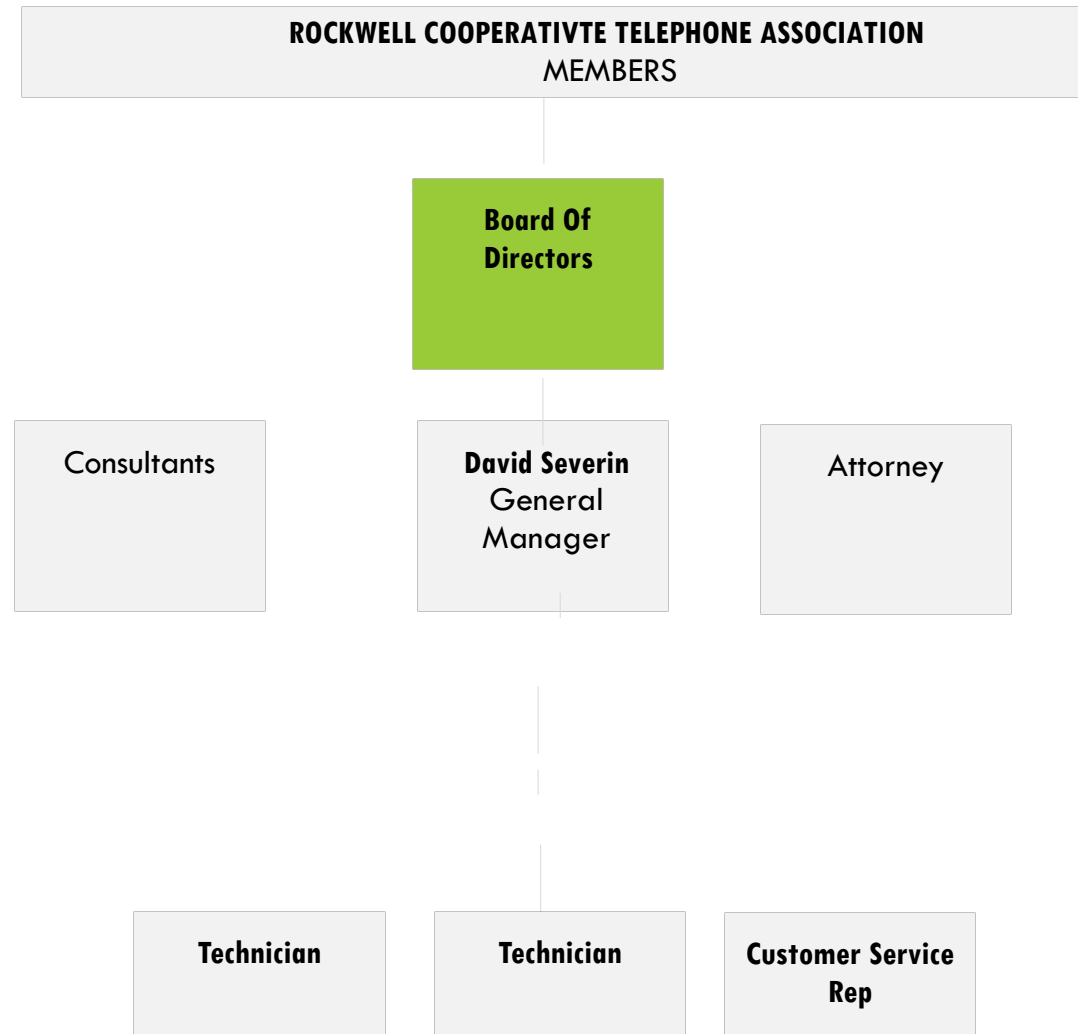 ROCKWELL COOPERATIVTE TELEPHONE ASSOCIATION
MEMBERS
Board Of
Directors
Consultants
David Severin
General
Manager
Attorney
Technician
Technician
Customer Service
Rep